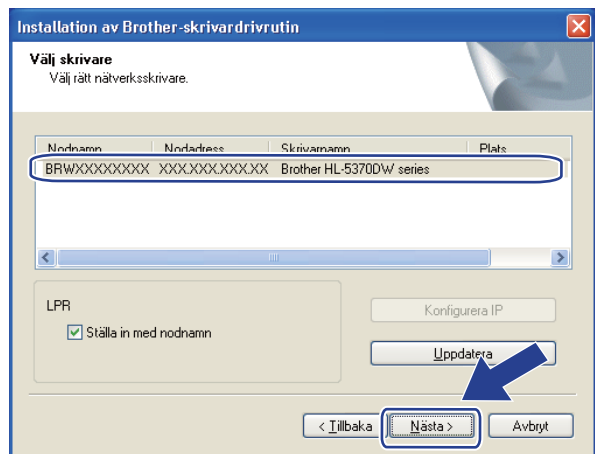 Installation av Brother-skrivardrivrutin
Välj skrivare
Välj rätt nätverksskrivare.
Nodnamn Nodadress Skrivarnamn Plats
BRWXXXXXXXX XXX.XXX.XXX.XX Brother HL-5370DW series
LPR
Ställa in med nodnamn
Konfigurera IP
Uppdatera
< Tillbaka Nästa > Avbryt